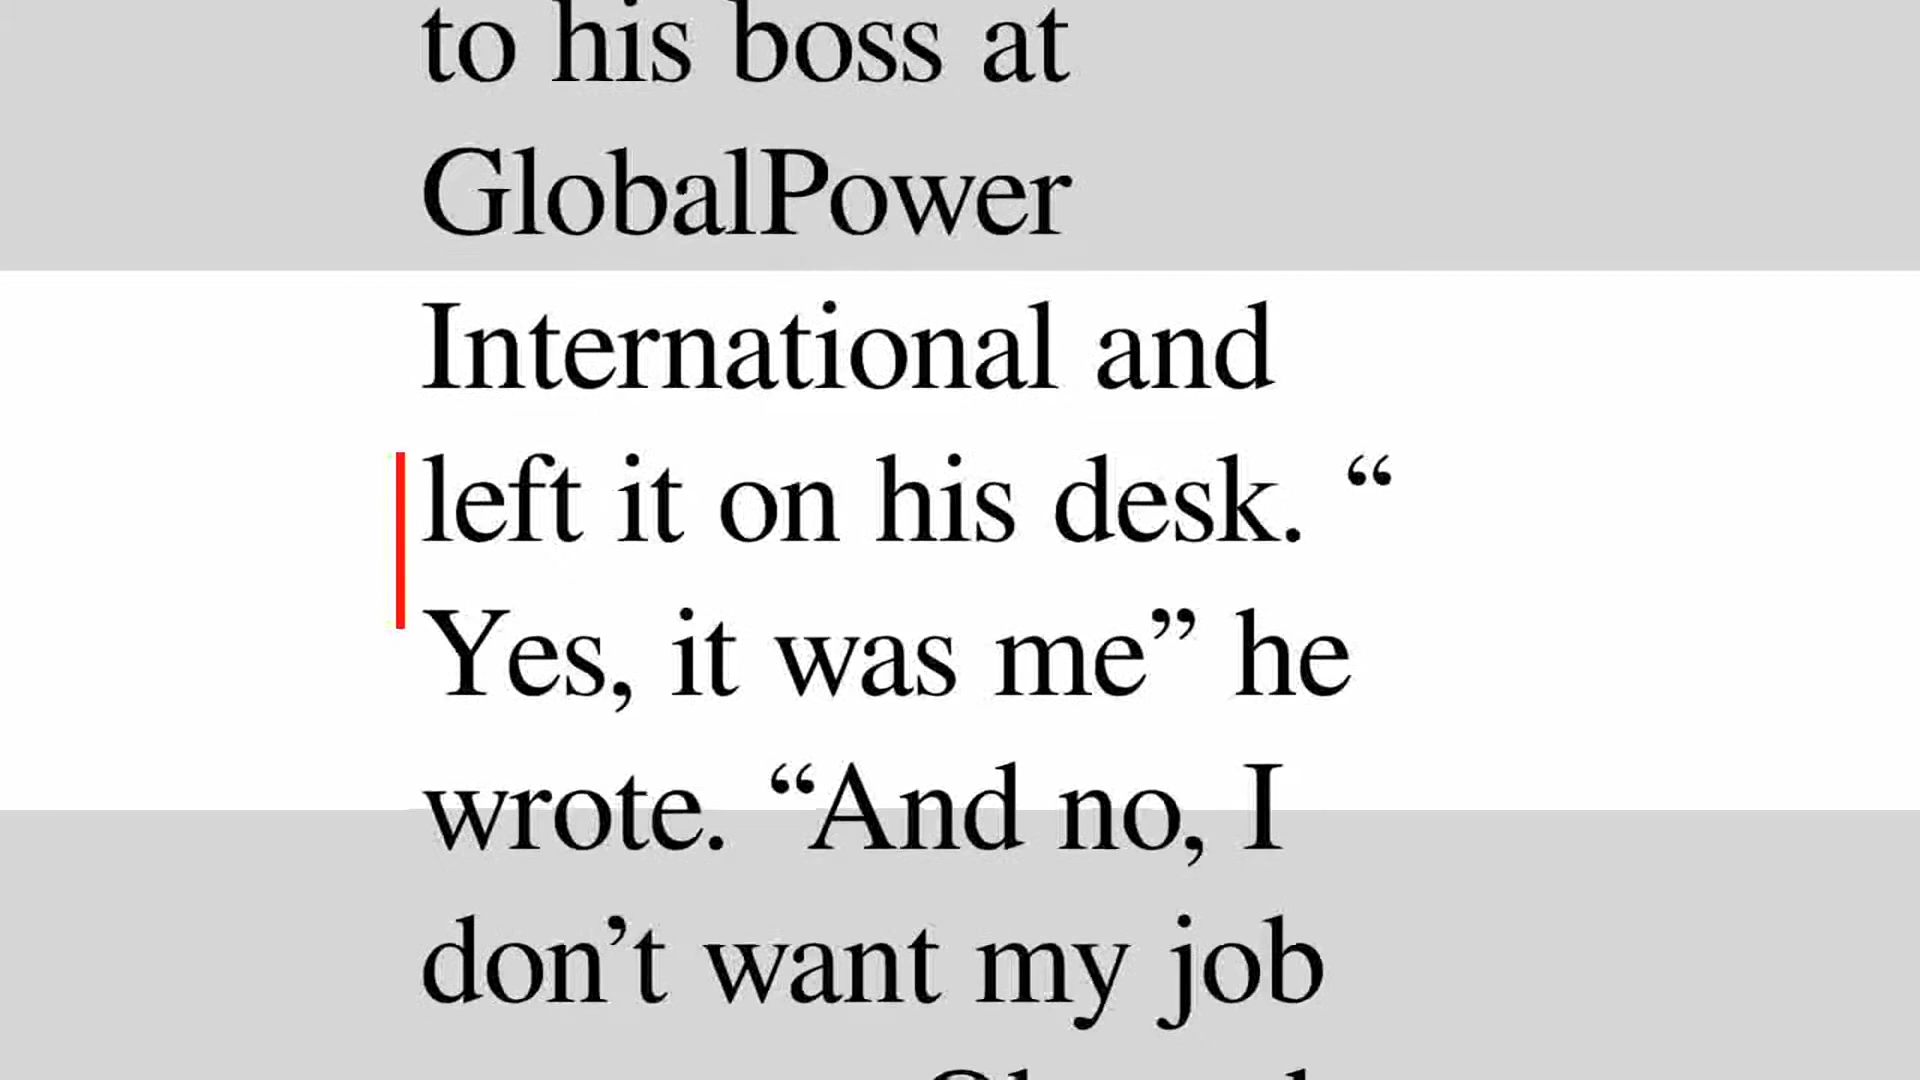 to his boss at
GlobalPower
International and
left it on his desk. “
Yes, it was me” he
wrote. “And no, I
don’t want my job